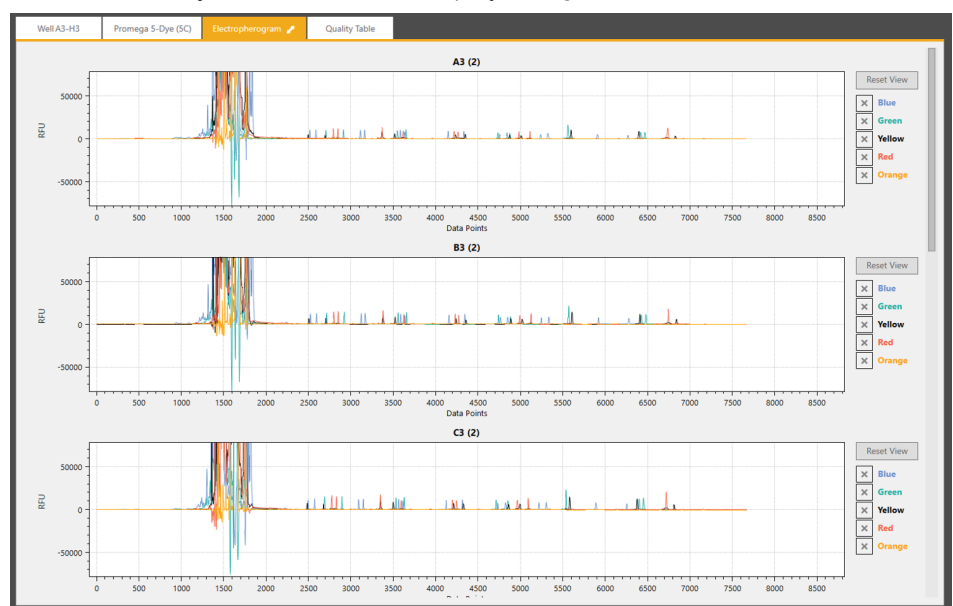 Well A3-H3 Promega 5-Dye (5C) Electropherogram Quality Table
A3 (2)
Reset View
50000
0
-50000
RFU
Blue
Green
Yellow
Red
Orange
0 500 1000 1500 2000 2500 3000 3500 4000 4500 5000 5500 6000 6500 7000 7500 8000 8500
Data Points
B3 (2)
Reset View
50000
0
-50000
RFU
Blue
Green
Yellow
Red
Orange
0 500 1000 1500 2000 2500 3000 3500 4000 4500 5000 5500 6000 6500 7000 7500 8000 8500
Data Points
C3 (2)
Reset View
50000
0
-50000
RFU
Blue
Green
Yellow
Red
Orange
0 500 1000 1500 2000 2500 3000 3500 4000 4500 5000 5500 6000 6500 7000 7500 8000 8500